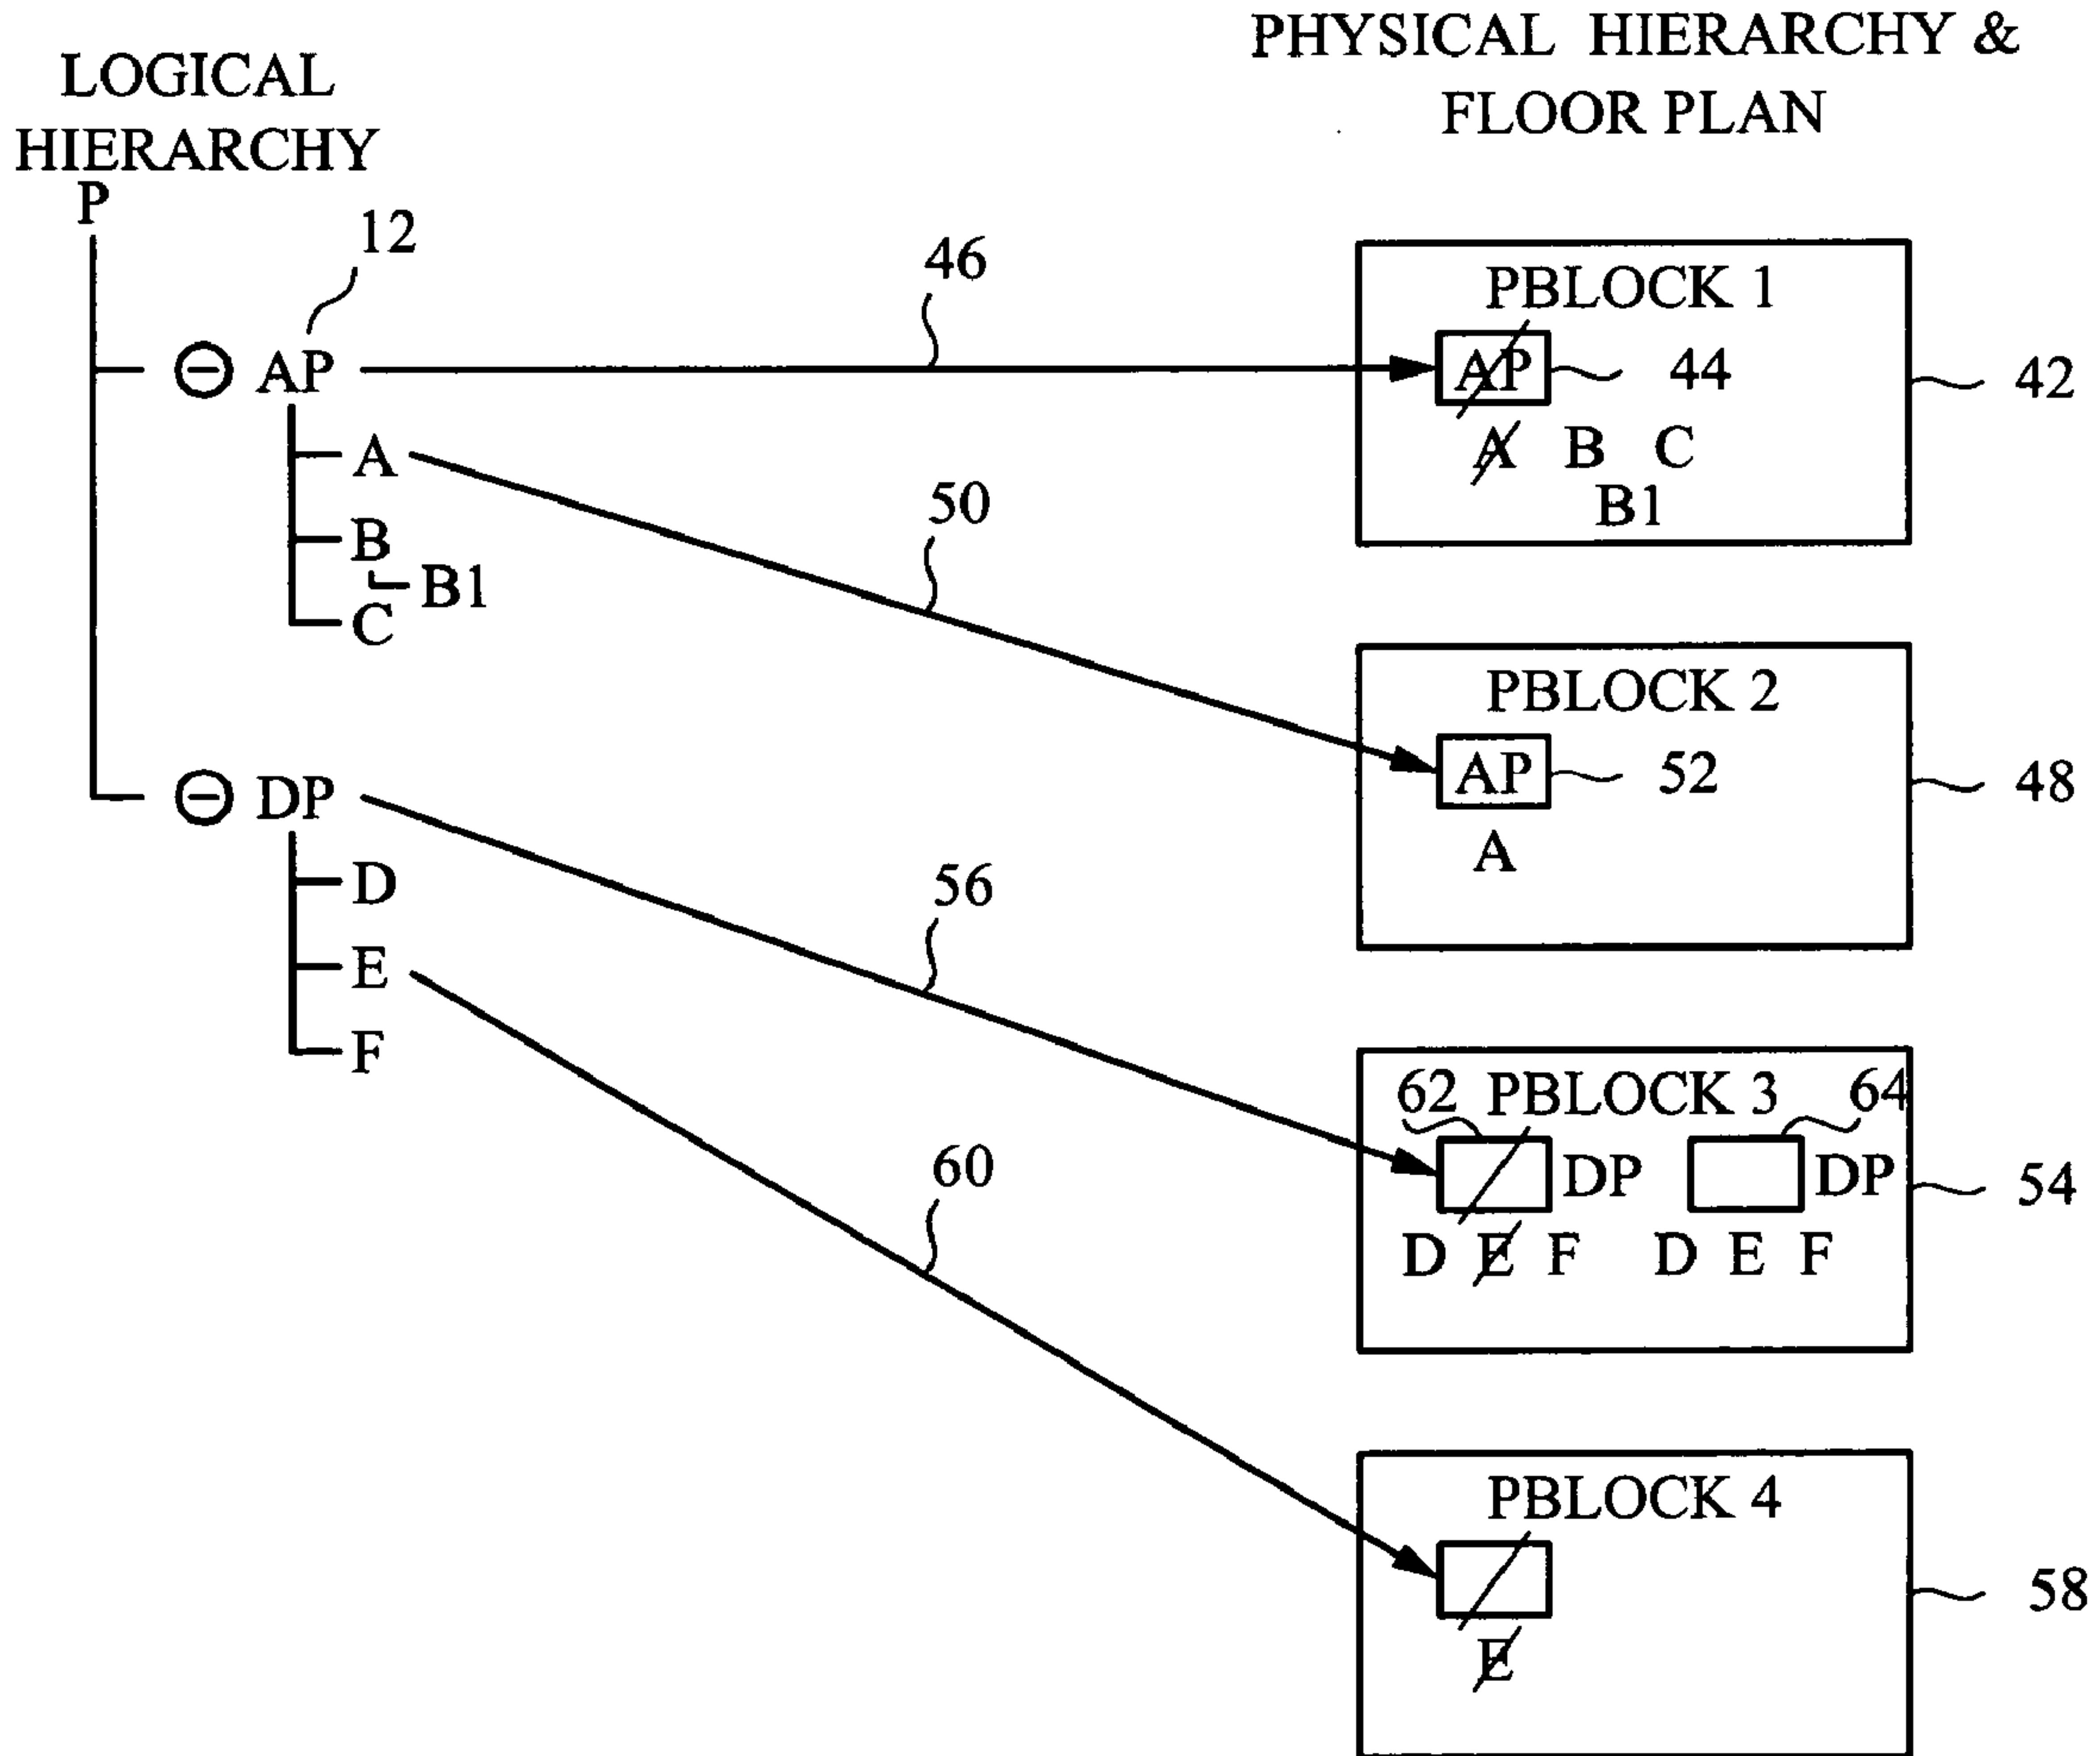 LOGICAL
HIERARCHY
PHYSICAL HIERARCHY &
FLOOR PLAN
P
12
AP
A
B
B1
C
DP
D
E
F
46
50
56
60
PBLOCK 1
AP
44
A B C
B1
42
PBLOCK 2
AP
52
A
48
62 PBLOCK 3 64
DP DP
D E F D E F
54
PBLOCK 4
E
58